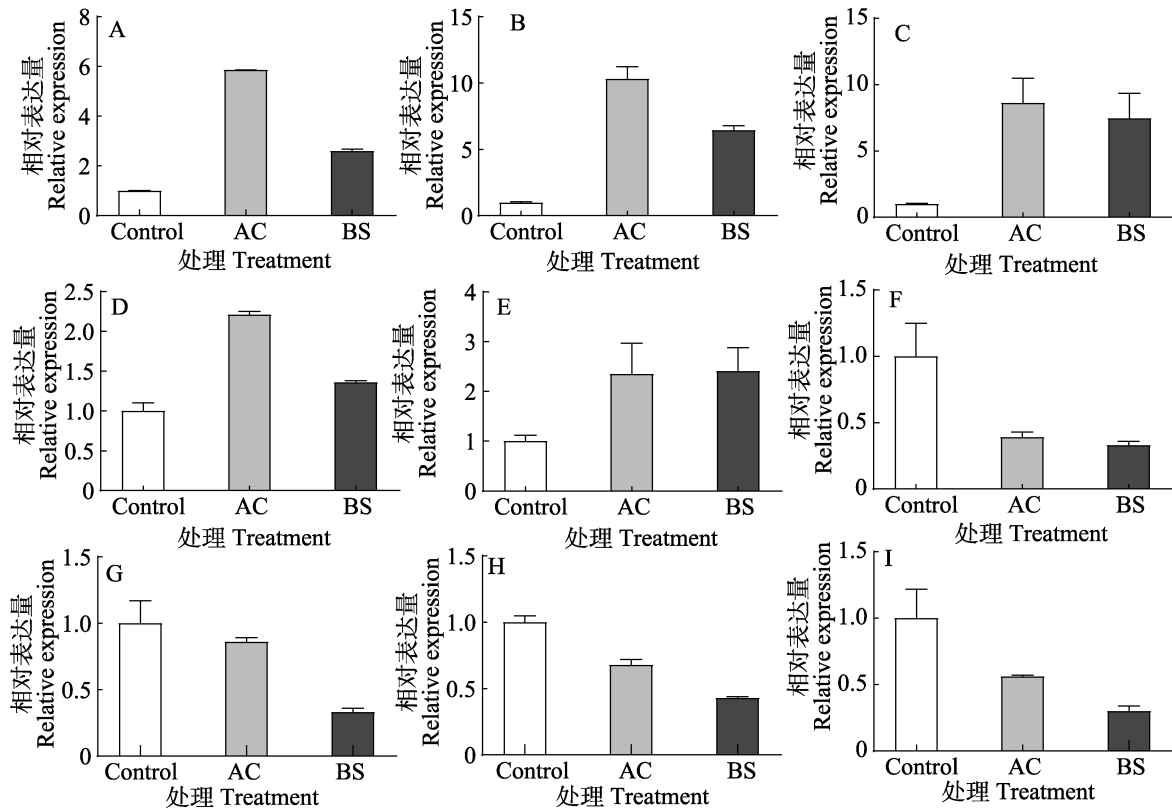 A
相对表达量
Relative expression
8
6
4
2
0
Control AC BS
处理 Treatment
B
相对表达量
Relative expression
15
10
5
0
Control AC BS
处理 Treatment
C
相对表达量
Relative expression
15
10
5
0
Control AC BS
处理 Treatment
D
相对表达量
Relative expression
2.5
2.0
1.5
1.0
0.5
0
Control AC BS
处理 Treatment
E
相对表达量
Relative expression
4
3
2
1
0
Control AC BS
处理 Treatment
F
相对表达量
Relative expression
1.5
1.0
0.5
0
Control AC BS
处理 Treatment
G
相对表达量
Relative expression
1.5
1.0
0.5
0
Control AC BS
处理 Treatment
H
相对表达量
Relative expression
1.5
1.0
0.5
0
Control AC BS
处理 Treatment
I
相对表达量
Relative expression
1.5
1.0
0.5
0
Control AC BS
处理 Treatment